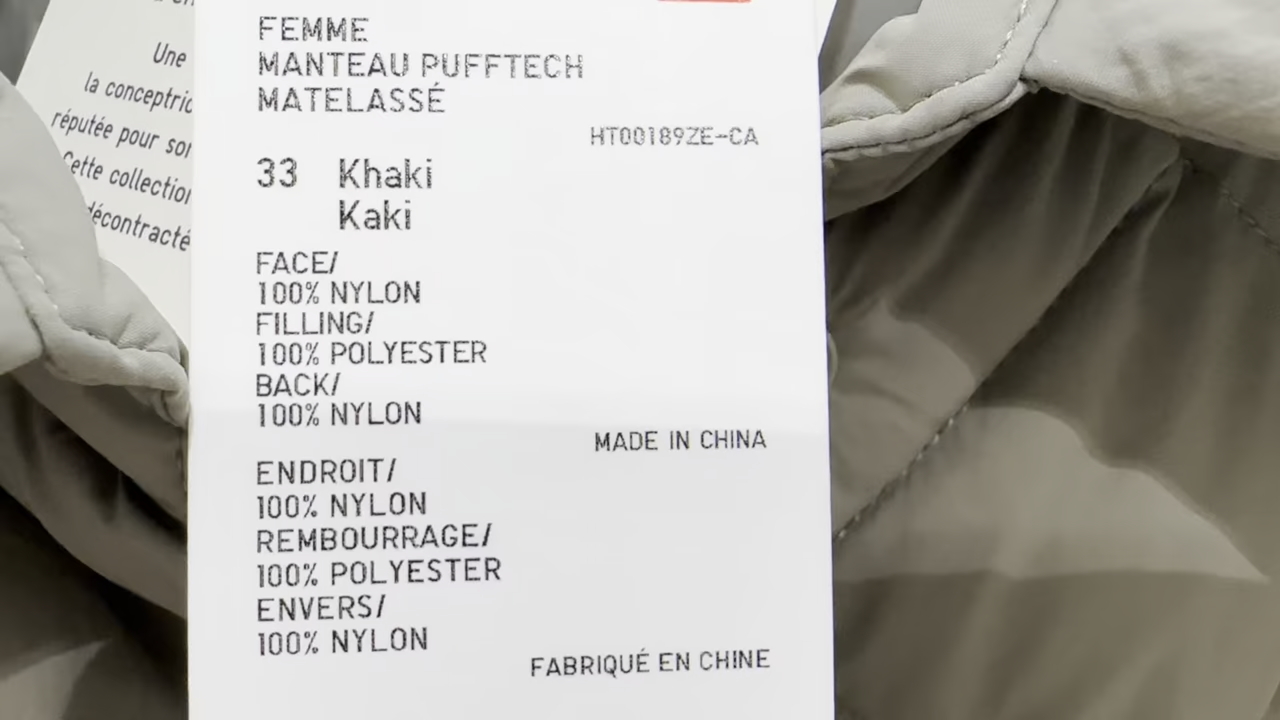 Une
la conceptric
réputée pour son
Cette collection
décontracté
FEMME
MANTEAU PUFFTECH
MATELASSÉ
HT00189ZE-CA
33 Khaki
Kaki
FACE/
100% NYLON
FILLING/
100% POLYESTER
BACK/
100% NYLON
MADE IN CHINA
ENDROIT/
100% NYLON
REMBOURRAGE/
100% POLYESTER
ENVERS/
100% NYLON
FABRIQUÉ EN CHINE